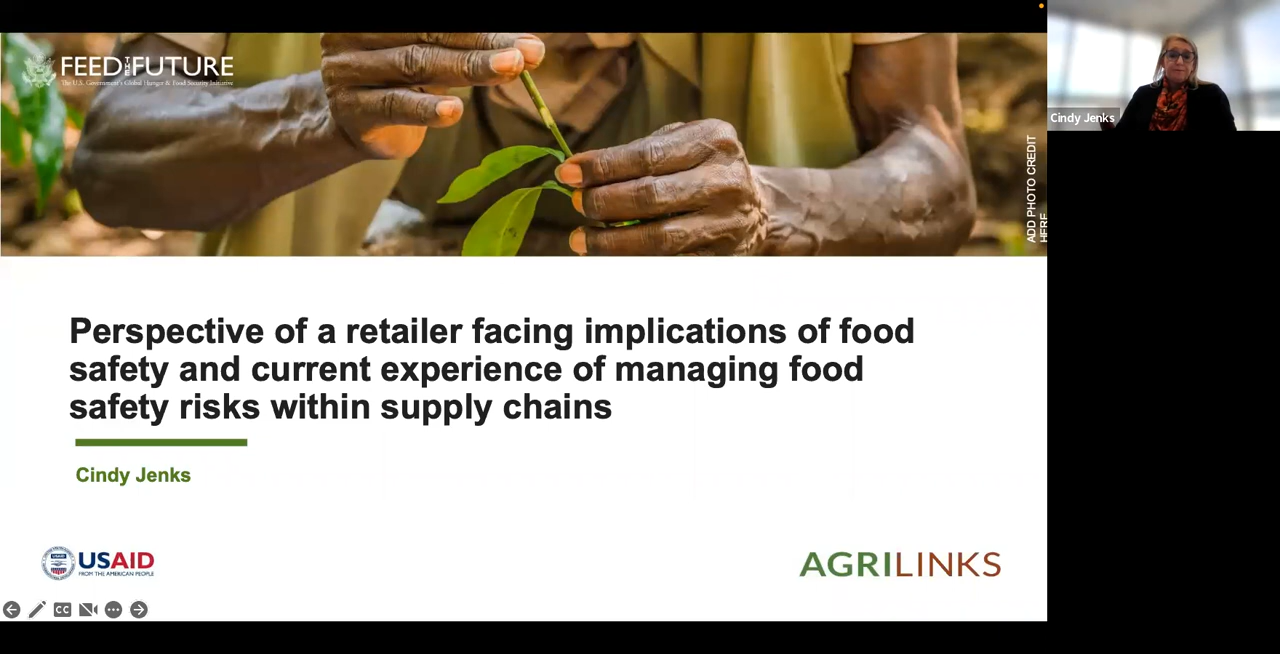 FEED THE FUTURE
The U.S. Government's Global Hunger & Food Security Initiative
Cindy Jenks
ADD PHOTO CREDIT
HERE
Perspective of a retailer facing implications of food
safety and current experience of managing food
safety risks within supply chains
Cindy Jenks
USAID
FROM THE AMERICAN PEOPLE
AGRILINKS
CC